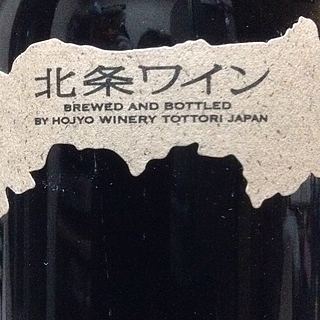 北条ワイン
BREWED AND BOTTLED
BY HOJYO WINERY TOTTORI JAPAN